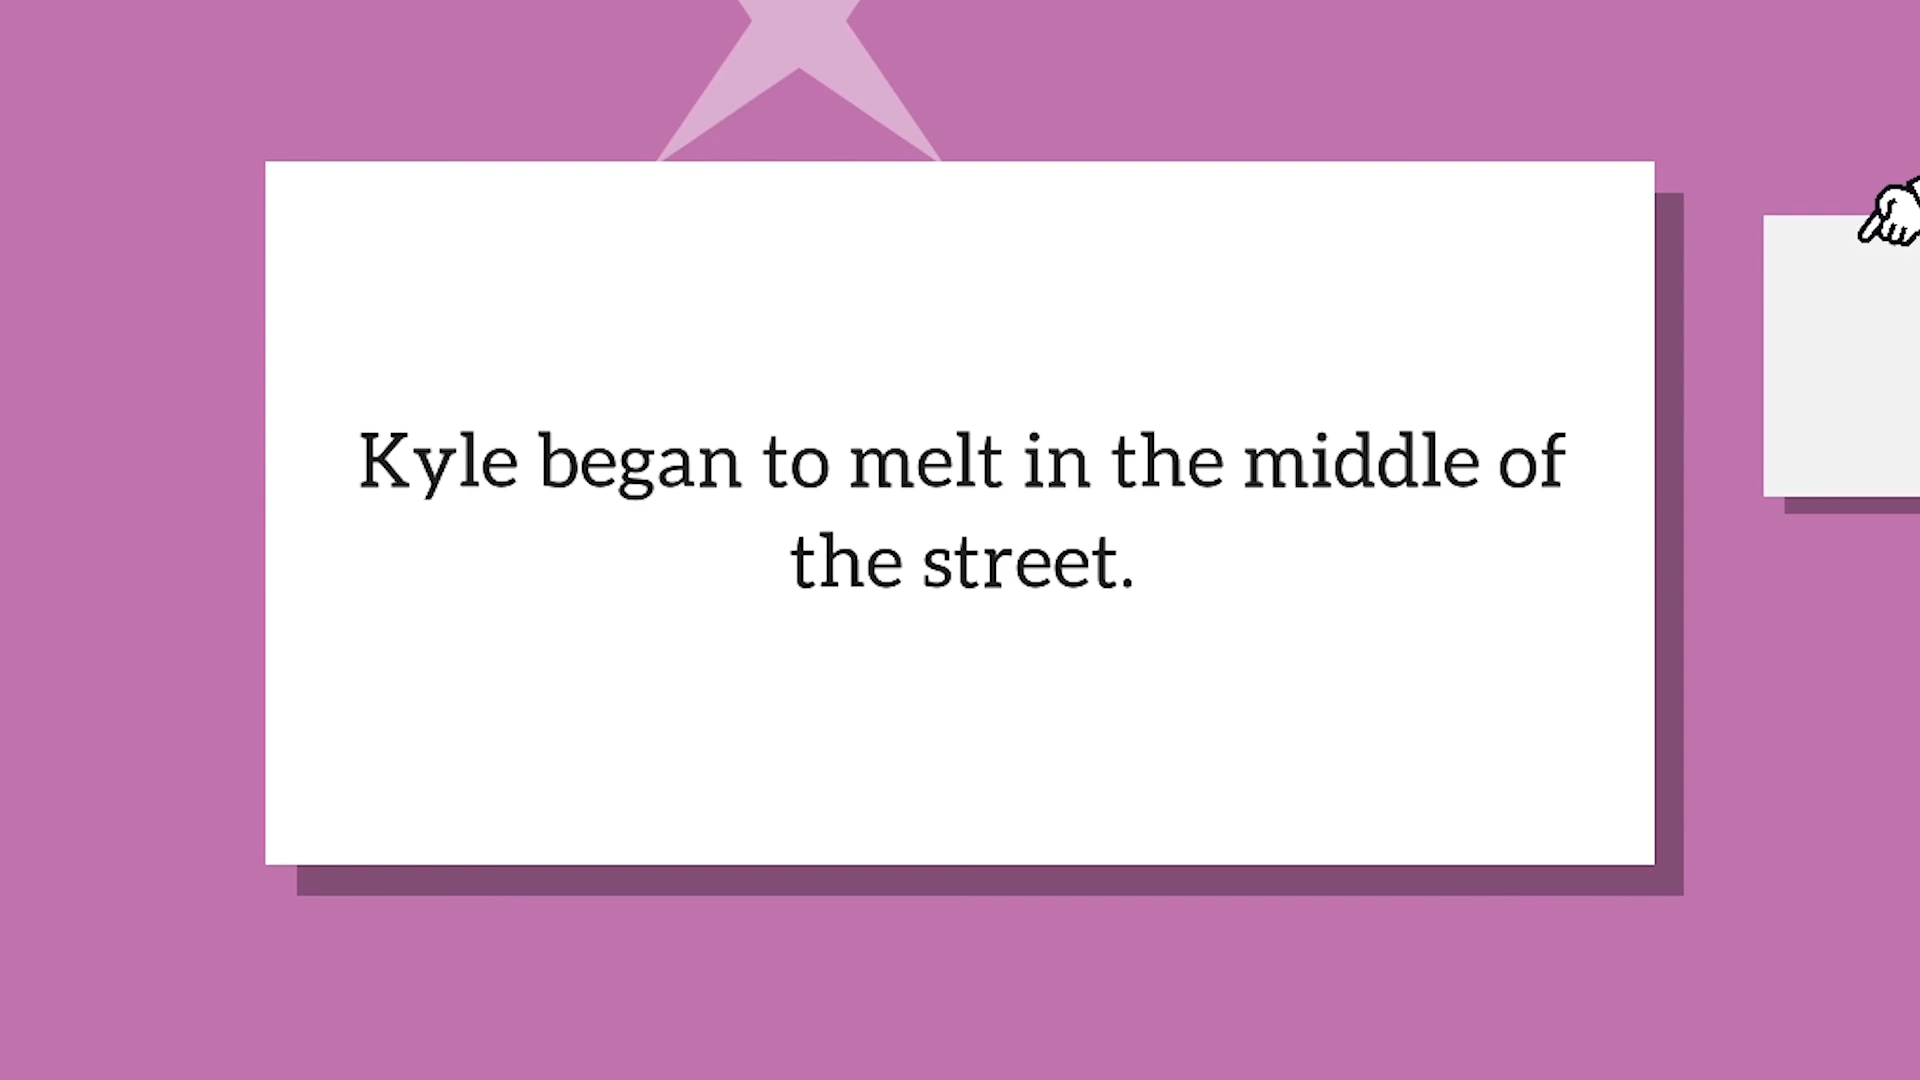 Kyle began to melt in the middle of
the street.